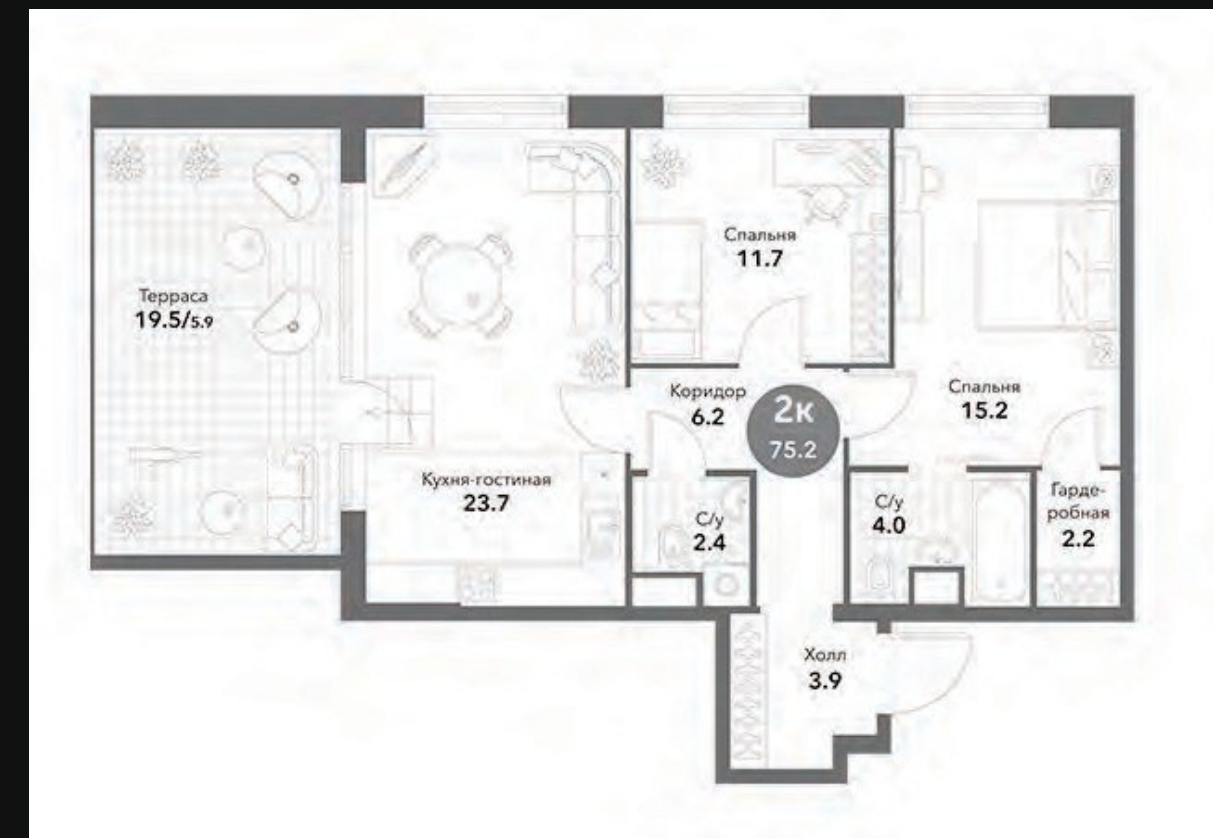 Терраса
19.5/5.9
Кухня-гостиная
23.7
Спальня
11.7
Коридор
6.2
2к
75.2
Спальня
15.2
С/у
2.4
С/у
4.0
Гарде-
робная
2.2
Холл
3.9